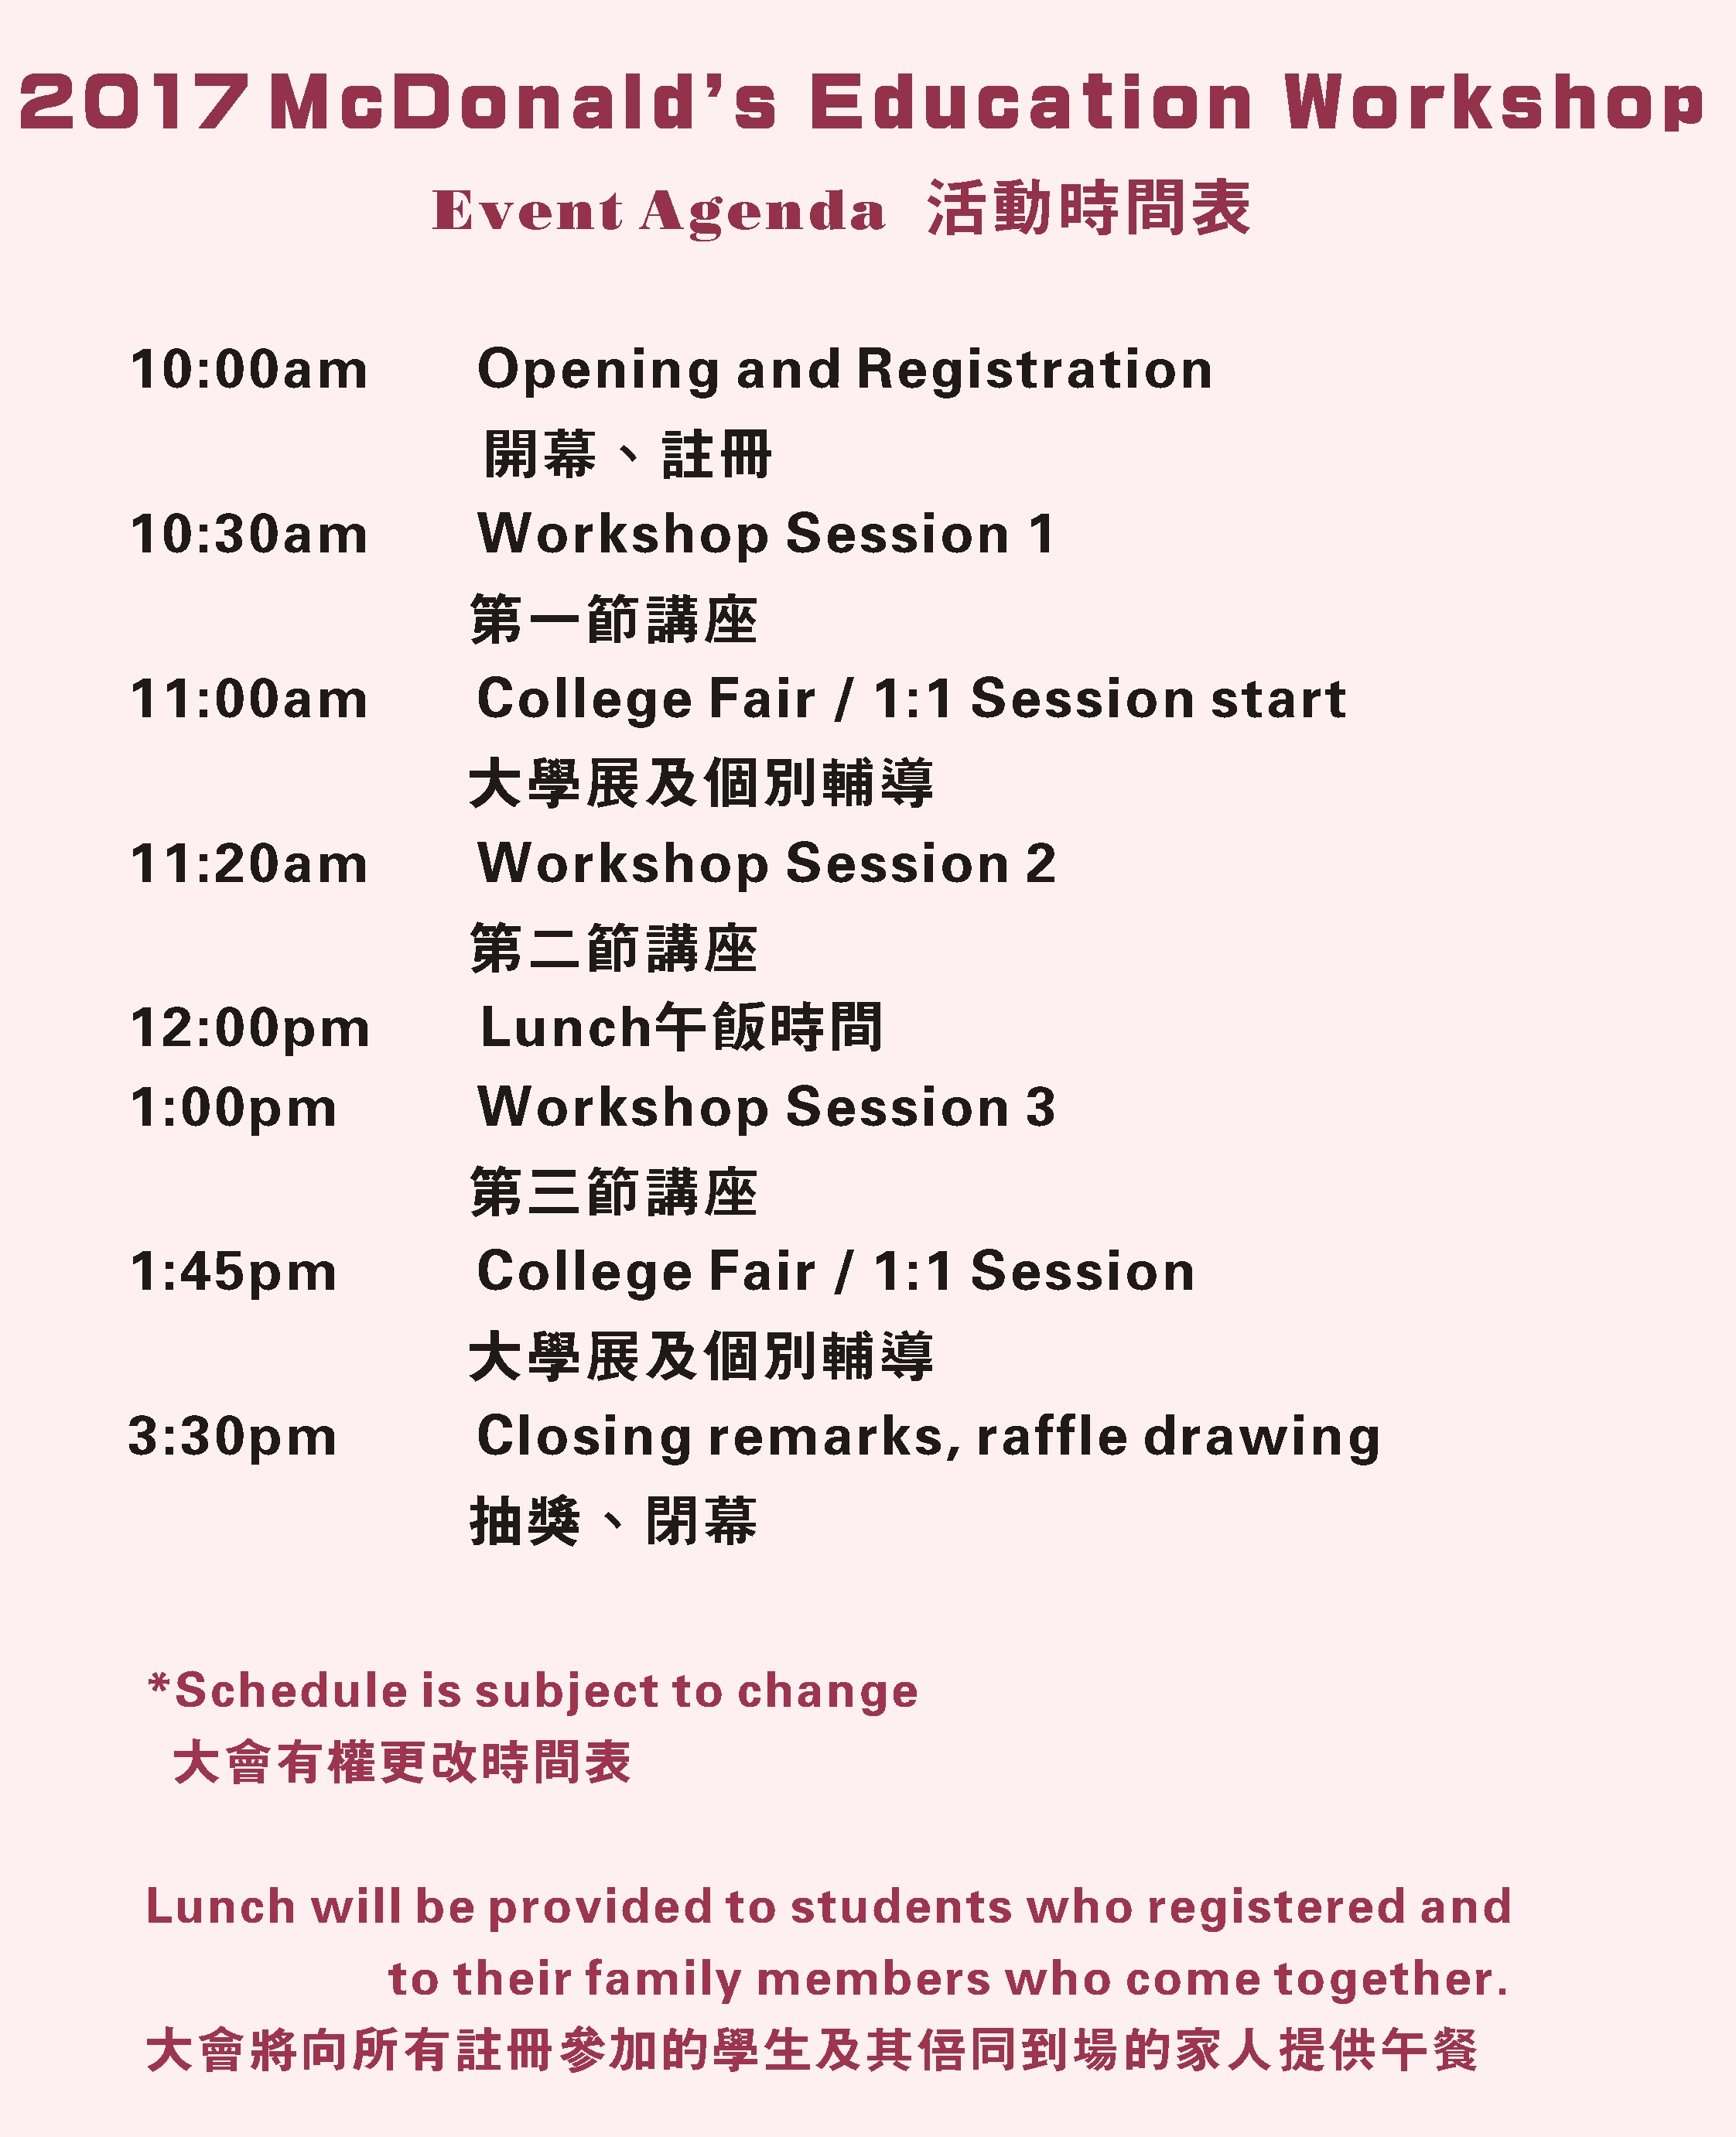 2017 McDonald’s Education Workshop
Event Agenda 活動時間表
10:00am Opening and Registration
開幕、註冊
10:30am Workshop Session 1
第一節講座
11:00am College Fair / 1:1 Session start
大學展及個別輔導
11:20am Workshop Session 2
第二節講座
12:00pm Lunch午飯時間
1:00pm Workshop Session 3
第三節講座
1:45pm College Fair / 1:1 Session
大學展及個別輔導
3:30pm Closing remarks, raffle drawing
抽獎、閉幕
*Schedule is subject to change
大會有權更改時間表
Lunch will be provided to students who registered and
to their family members who come together.
大會將向所有註冊參加的學生及其偣同到場的家人提供午餐